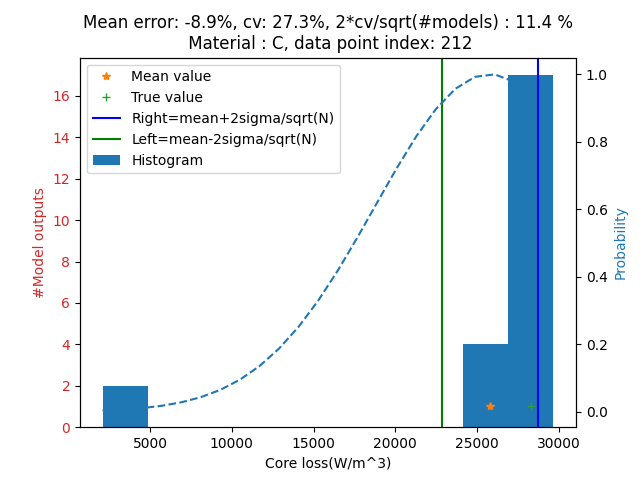 Mean error: -8.9%, cv: 27.3%, 2*cv/sqrt(#models) : 11.4 %
Material : C, data point index: 212
Mean value
True value
Right=mean+2sigma/sqrt(N)
Left=mean-2sigma/sqrt(N)
Histogram
#Model outputs
16
14
12
10
8
6
4
2
0
1.0
0.8
0.6
0.4
0.2
0.0
Probability
5000 10000 15000 20000 25000 30000
Core loss(W/m^3)